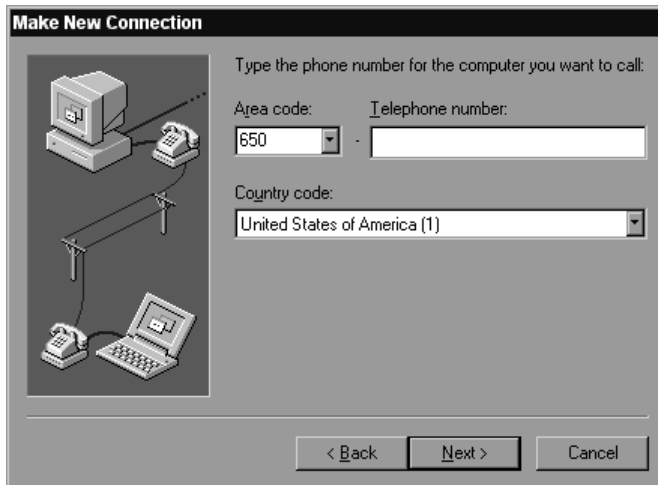 Make New Connection
Type the phone number for the computer you want to call:
Area code: Telephone number:
650 -
Country code:
United States of America (1)
< Back Next > Cancel